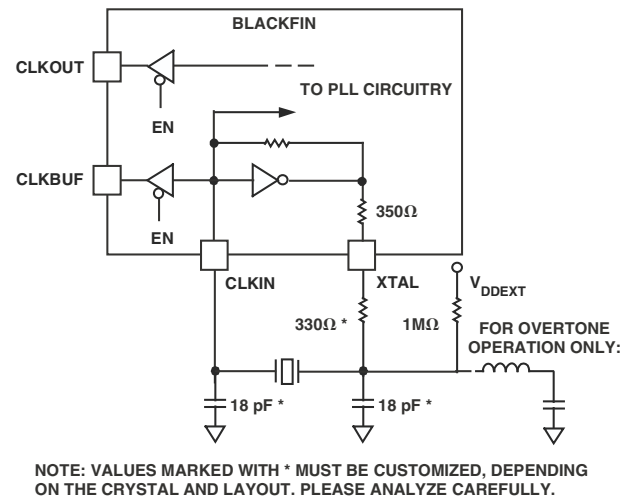 BLACKFIN
CLKOUT
TO PLL CIRCUITRY
EN
CLKBUF
350Ω
EN
CLKIN
XTAL
VDDEXT
330Ω *
1MΩ
FOR OVERTONE
OPERATION ONLY:
18 pF *
18 pF *
NOTE: VALUES MARKED WITH * MUST BE CUSTOMIZED, DEPENDING
ON THE CRYSTAL AND LAYOUT. PLEASE ANALYZE CAREFULLY.